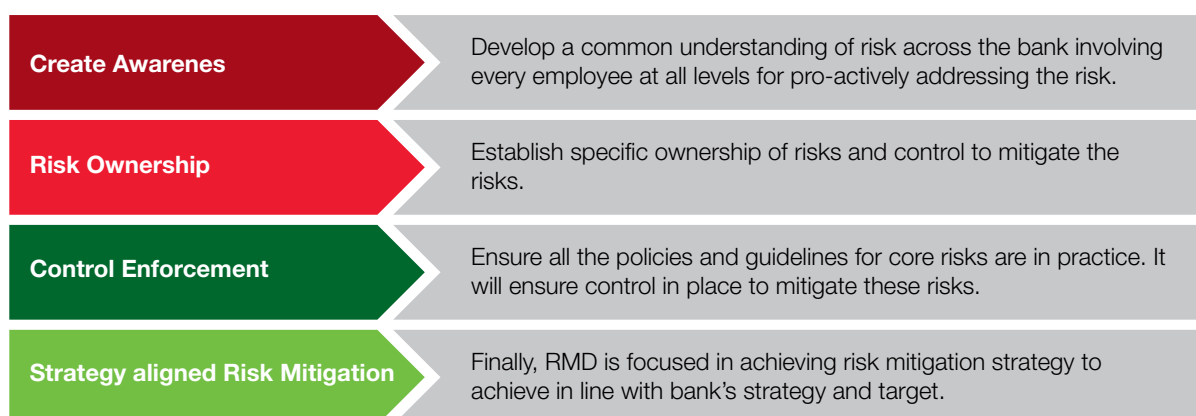 Create Awarenes
Develop a common understanding of risk across the bank involving
every employee at all levels for pro-actively addressing the risk.
Risk Ownership
Establish specific ownership of risks and control to mitigate the
risks.
Control Enforcement
Ensure all the policies and guidelines for core risks are in practice. It
will ensure control in place to mitigate these risks.
Strategy aligned Risk Mitigation
Finally, RMD is focused in achieving risk mitigation strategy to
achieve in line with bank's strategy and target.